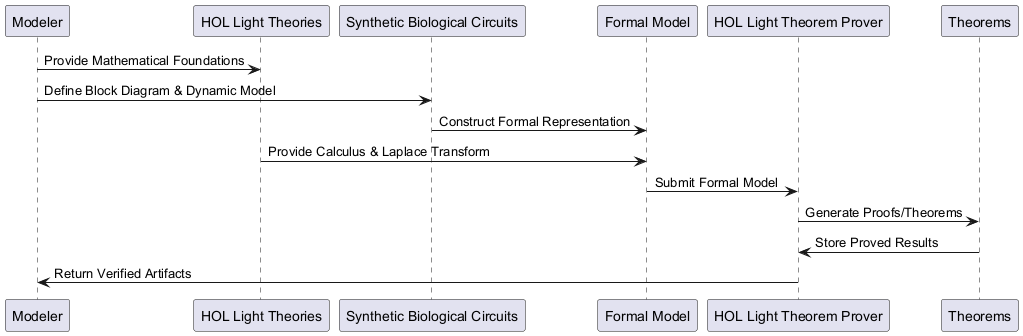 Modeler
HOL Light Theories
Synthetic Biological Circuits
Formal Model
HOL Light Theorem Prover
Theorems
Provide Mathematical Foundations
Define Block Diagram & Dynamic Model
Construct Formal Representation
Provide Calculus & Laplace Transform
Submit Formal Model
Generate Proofs/Theorems
Store Proved Results
Return Verified Artifacts
Modeler
HOL Light Theories
Synthetic Biological Circuits
Formal Model
HOL Light Theorem Prover
Theorems